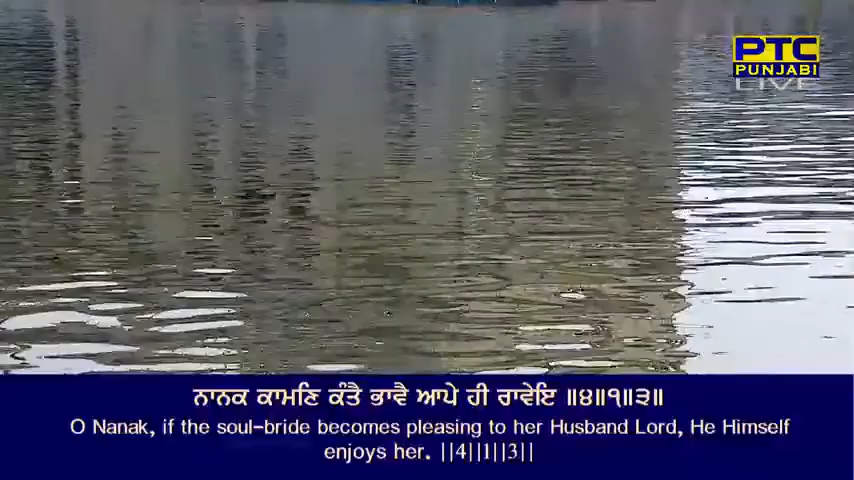 PTC
PUNJABI
LIVE
ਨਾਨਕ ਕਾਮਣਿ ਕੰਤੈ ਭਾਵੈ ਆਪੇ ਹੀ ਰਾਵੇਇ ॥੪॥੧॥੩॥
O Nanak, if the soul-bride becomes pleasing to her Husband Lord, He Himself
enjoys her. ||4||1||3||